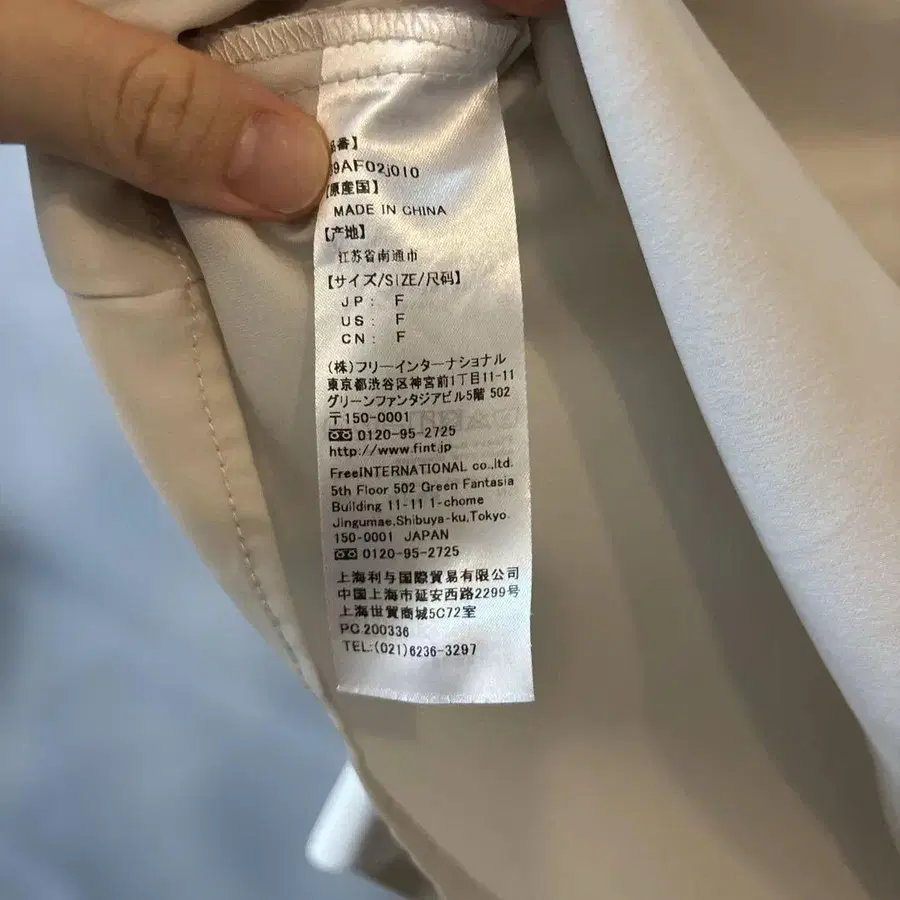 品番】
9AF02j010
【原産国】
MADE IN CHINA
【产地】
江苏省南通市
【サイズ/SIZE/尺码】
JP: F
US: F
CN: F
(株)フリーインターナショナル
東京都渋谷区神宮前1丁目11-11
グリーンファンタジアビル5階 502
〒150-0001
0120-95-2725
http://www.fint.jp
FreeINTERNATIONAL co.,ltd.
5th Floor 502 Green Fantasia
Building 11-11 1-chome
Jingumae,Shibuya-ku,Tokyo.
150-0001 JAPAN
0120-95-2725
上海利与国際貿易有限公司
中国上海市延安西路2299号
上海世貿商城5C72室
PC.200336
TEL:(021)6236-3297